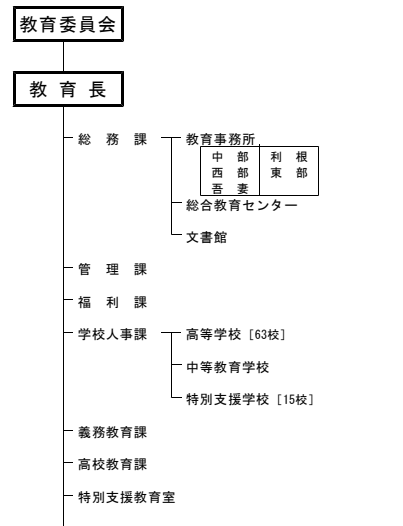 教育委員会
教 育 長
総 務 課
教育事務所
中 部 利 根
西 部 東 部
吾 妻
総合教育センター
文書館
管 理 課
福 利 課
学校人事課 高等学校 [63校]
中等教育学校
特別支援学校 [15校]
義務教育課
高校教育課
特別支援教育室